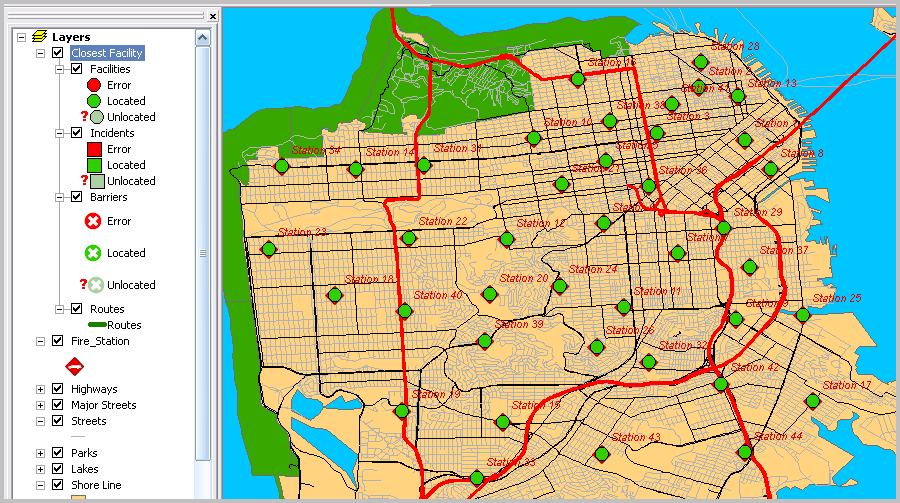 Layers
Closest Facility
Facilities
Error
Located
? Unlocated
Incidents
Error
Located
? Unlocated
Barriers
Error
Located
? Unlocated
Routes
Routes
Fire_Station
Highways
Major Streets
Streets
Parks
Lakes
Shore Line
Station 28
Station 16
Station 2
Station 13
Station 38
Station 3
Station 8
Station 34
Station 14
Station 31
Station 36
Station 22
Station 12
Station 29
Station 23
Station 37
Station 24
Station 18
Station 20
Station 40
Station 11
Station 25
Station 39
Station 26
Station 32
Station 42
Station 17
Station 19
Station 15
Station 43
Station 44
Station 33